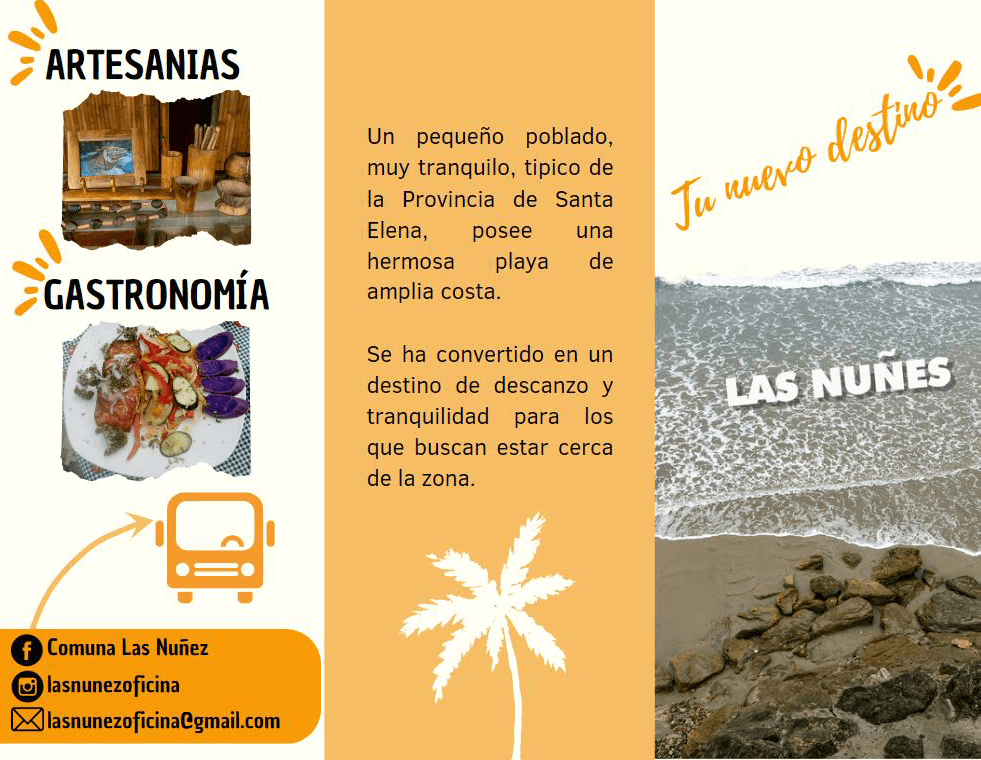 ARTESANIAS
GASTRONOMÍA
Comuna Las Nuñez
lasnunezoficina
lasnunezoficina@gmail.com
Un pequeño poblado,
muy tranquilo, tipico de
la Provincia de Santa
Elena, posee una
hermosa playa de
amplia costa.
Se ha convertido en un
destino de descanzo y
tranquilidad para los
que buscan estar cerca
de la zona.
Tu nuevo destino
LAS NUÑES